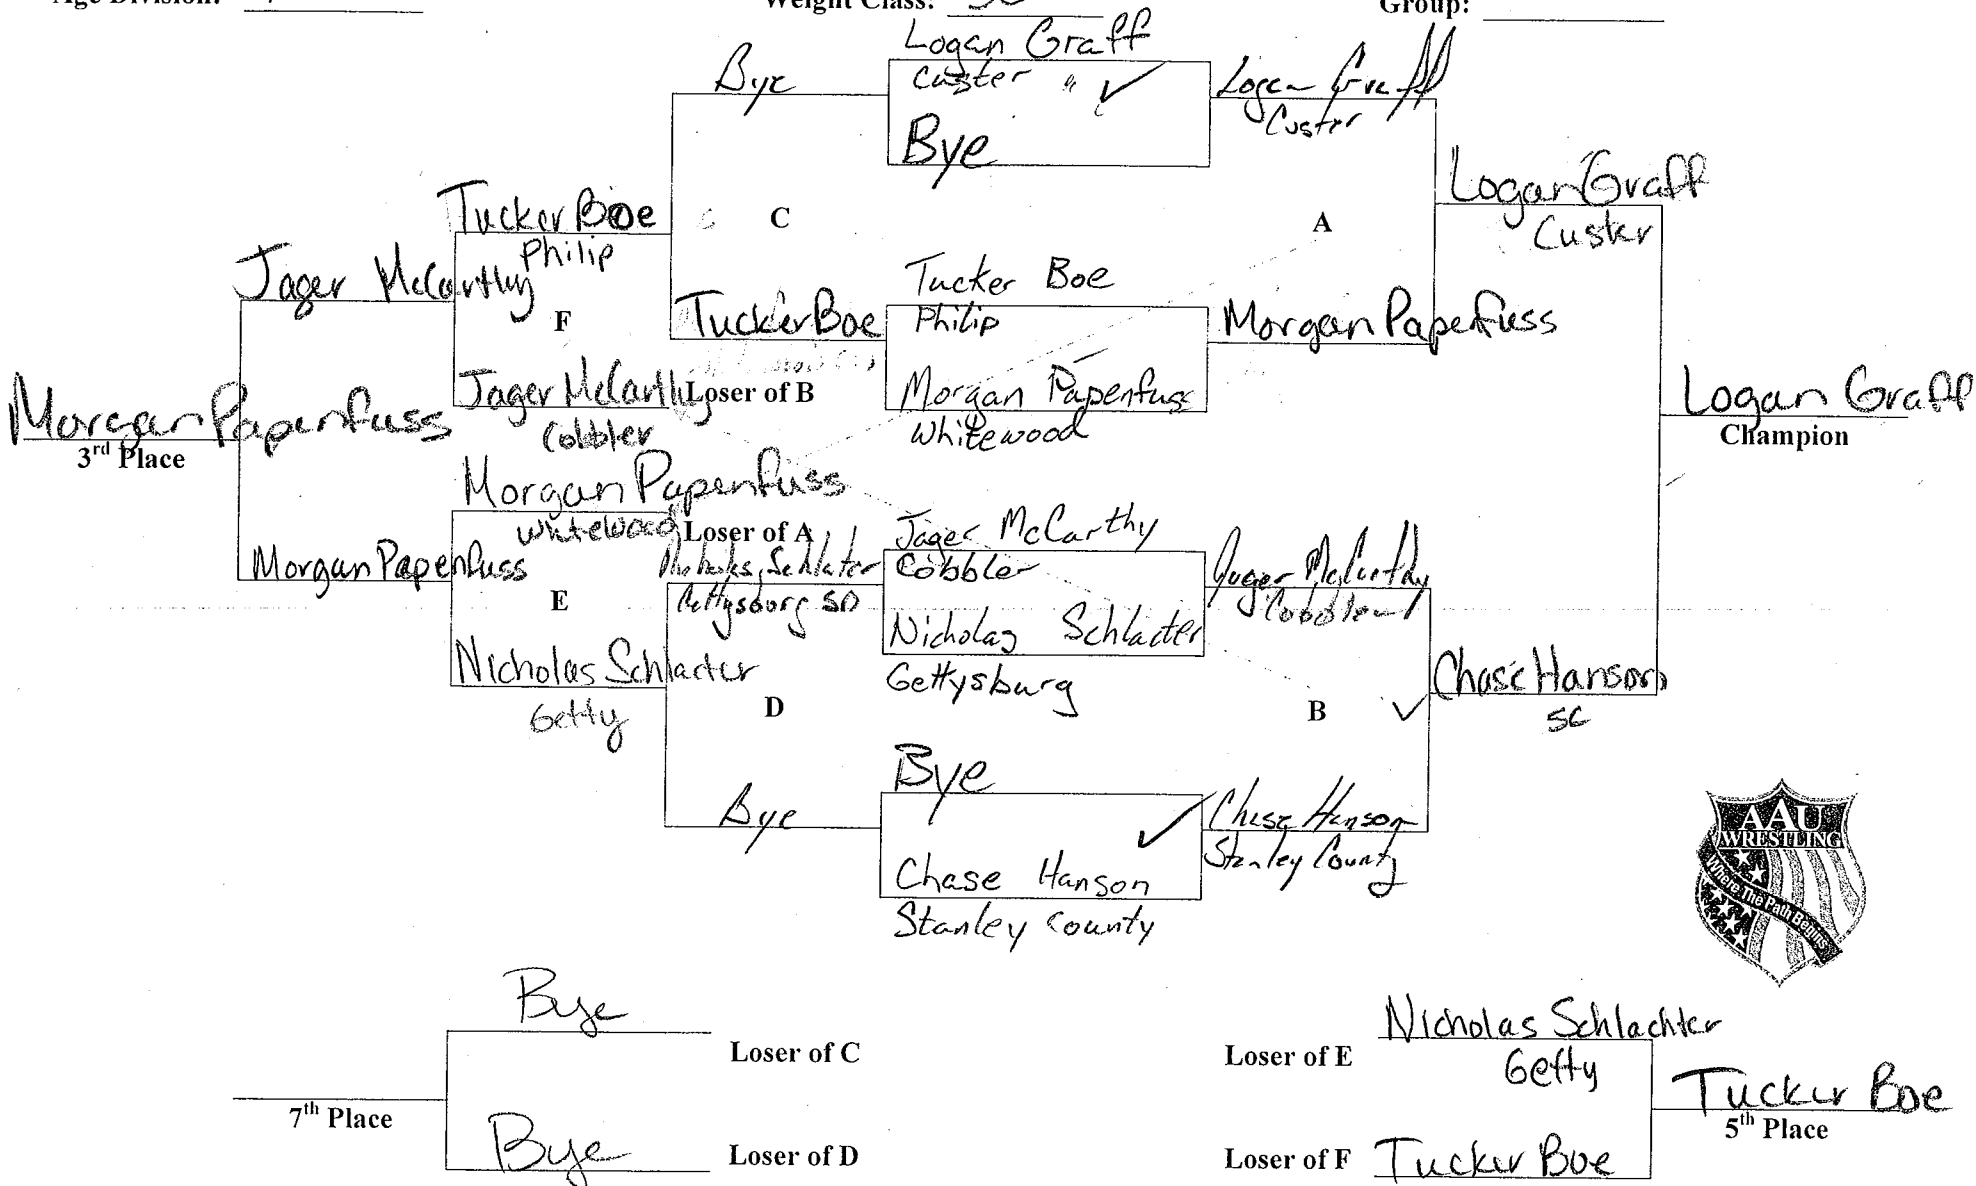 Age Division:
Weight Class:
Group:
Logan Graff
Custer
Bye
Bye
Logan Graff
Custer
Logan Graff
Custer
Tucker Boe
Philip
C
A
Jager McCarthy
F
Tucker Boe
Tucker Boe
Philip
Morgan Papenfuss
Jager McCarthy
Cobbler
Loser of B
Morgan Papenfuss
Whitewood
Morgan Papenfuss
3rd Place
Logan Graff
Champion
Morgan Papenfuss
Whitewood
Loser of A
Jager McCarthy
Cobbler
Jager McCarthy
Cobbler
Morgan Papenfuss
E
Schlater
Gettysburg SD
Nicholas Schlacter
Gettysburg
Nicholas Schlacter
Getty
D
B
Chase Hanson
SC
Bye
Bye
Chase Hanson
Stanley County
Chase Hanson
Stanley County
AAU
WRESTLING
Where The Path Begins
Bye
Loser of C
7th Place
Bye
Loser of D
Loser of E
Nicholas Schlachter
Getty
Tucker Boe
5th Place
Loser of F
Tucker Boe